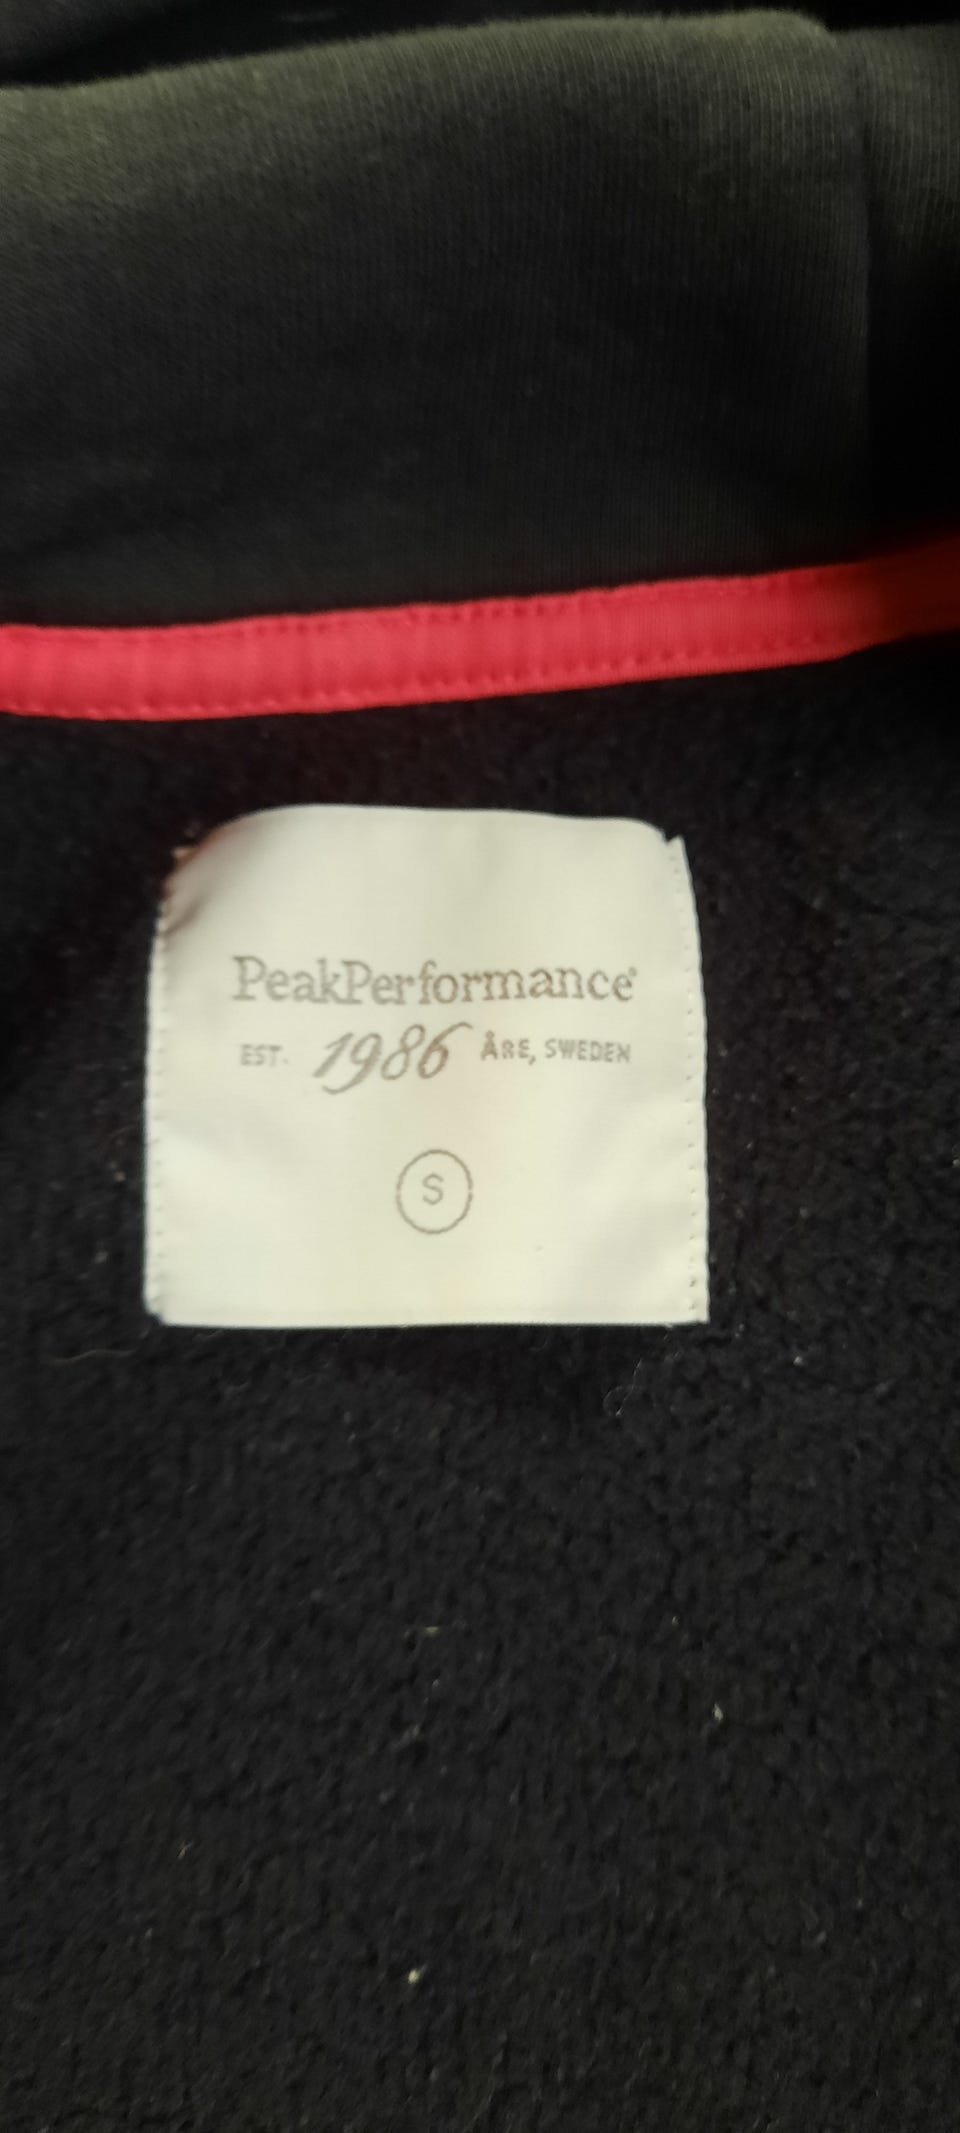 PeakPerformance®
EST. 1986 ÅRE, SWEDEN
S